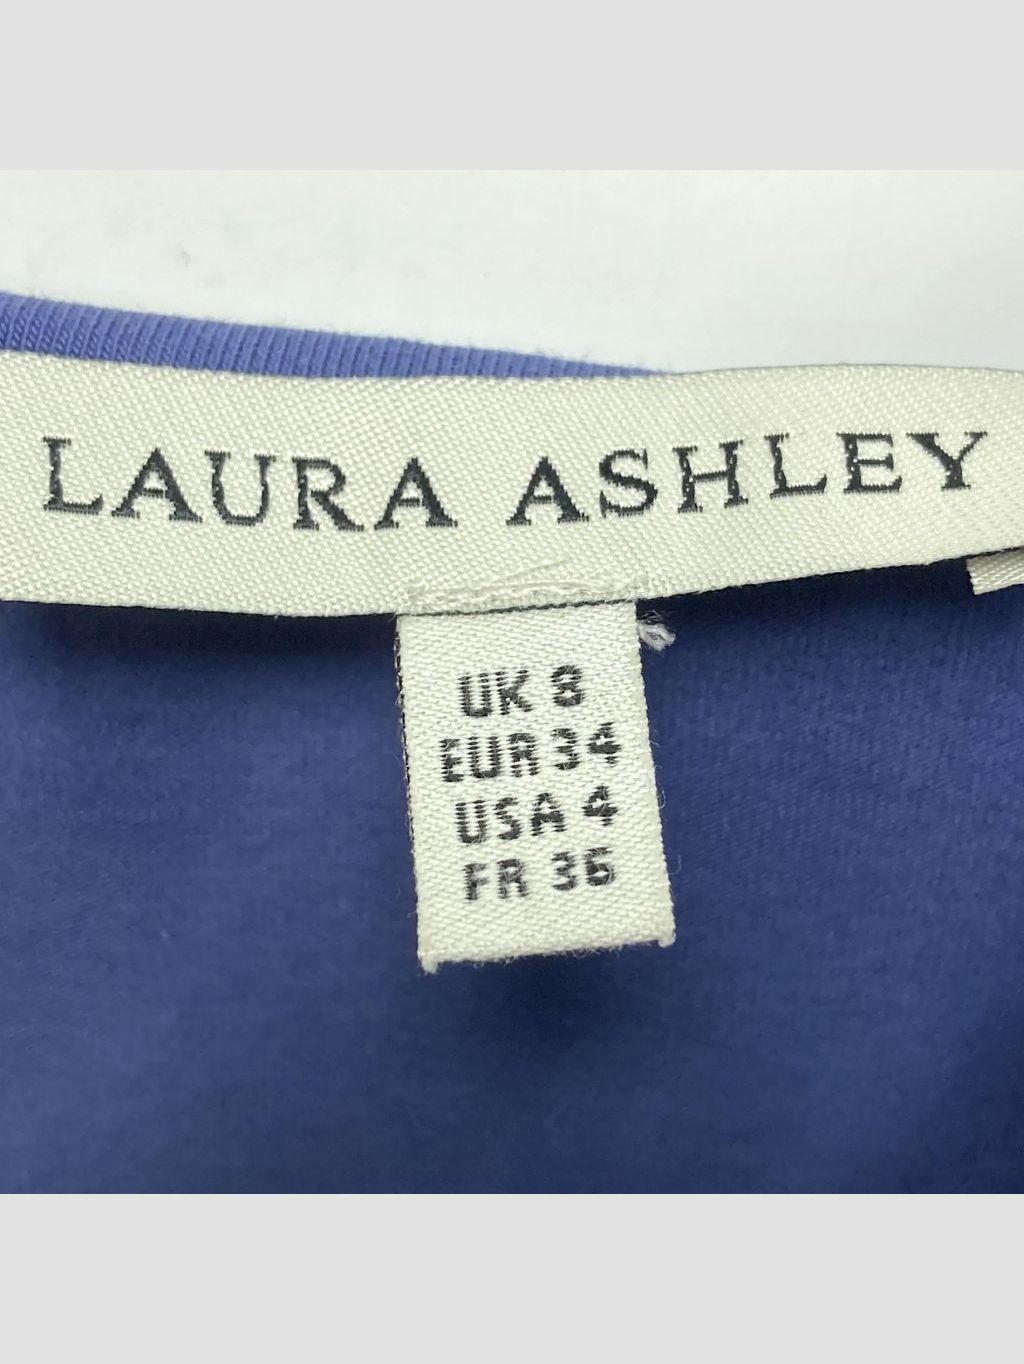 LAURA ASHLEY
UK 8
EUR 34
USA 4
FR 36